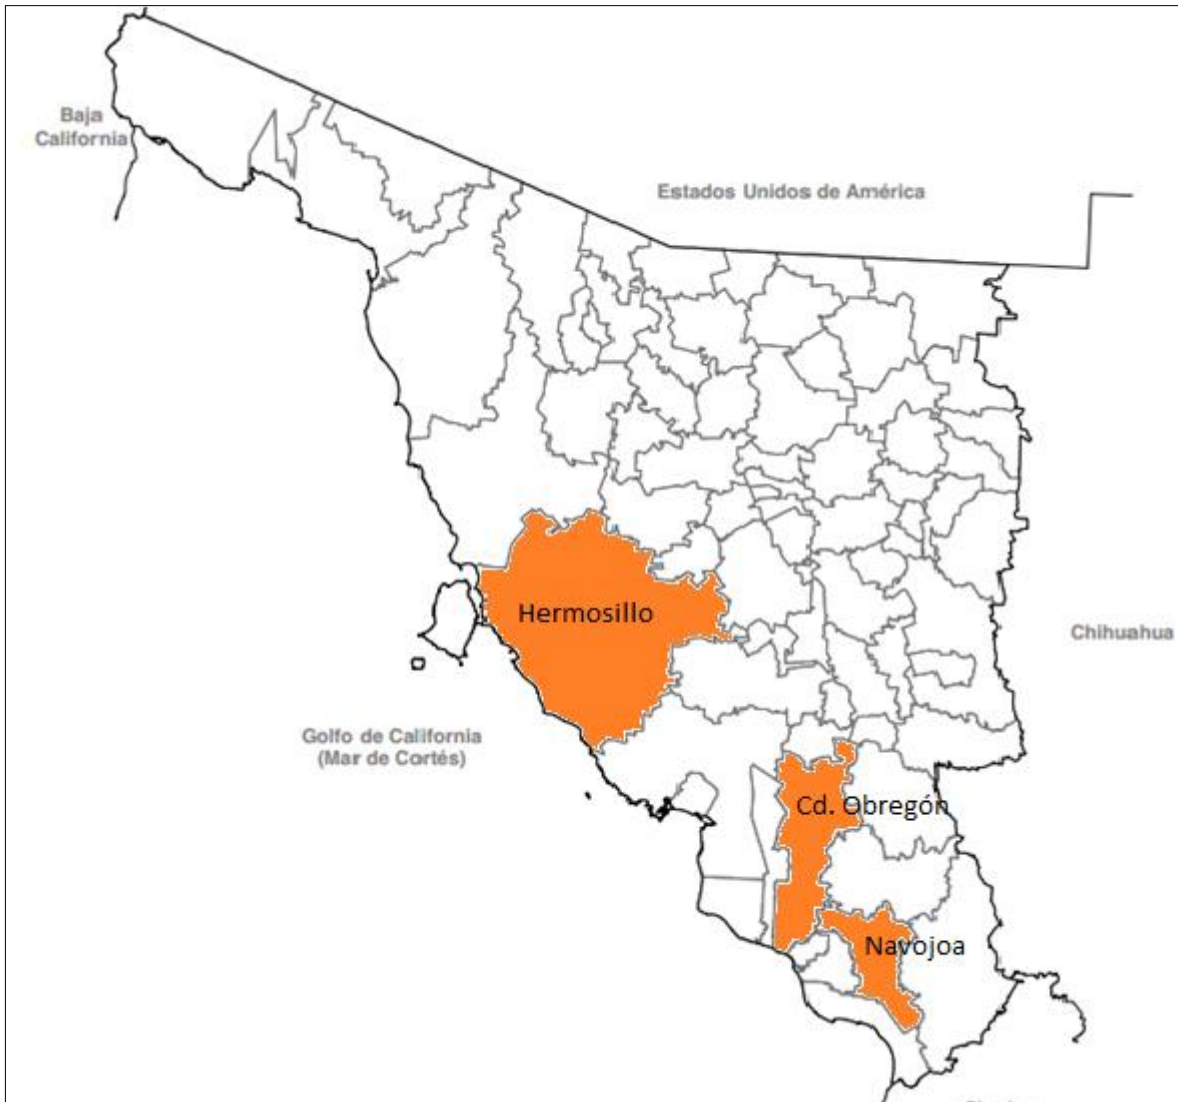 Baja
California
Estados Unidos de América
Hermosillo
Chihuahua
Golfo de California
(Mar de Cortés)
Cd. Obregón
Navojoa